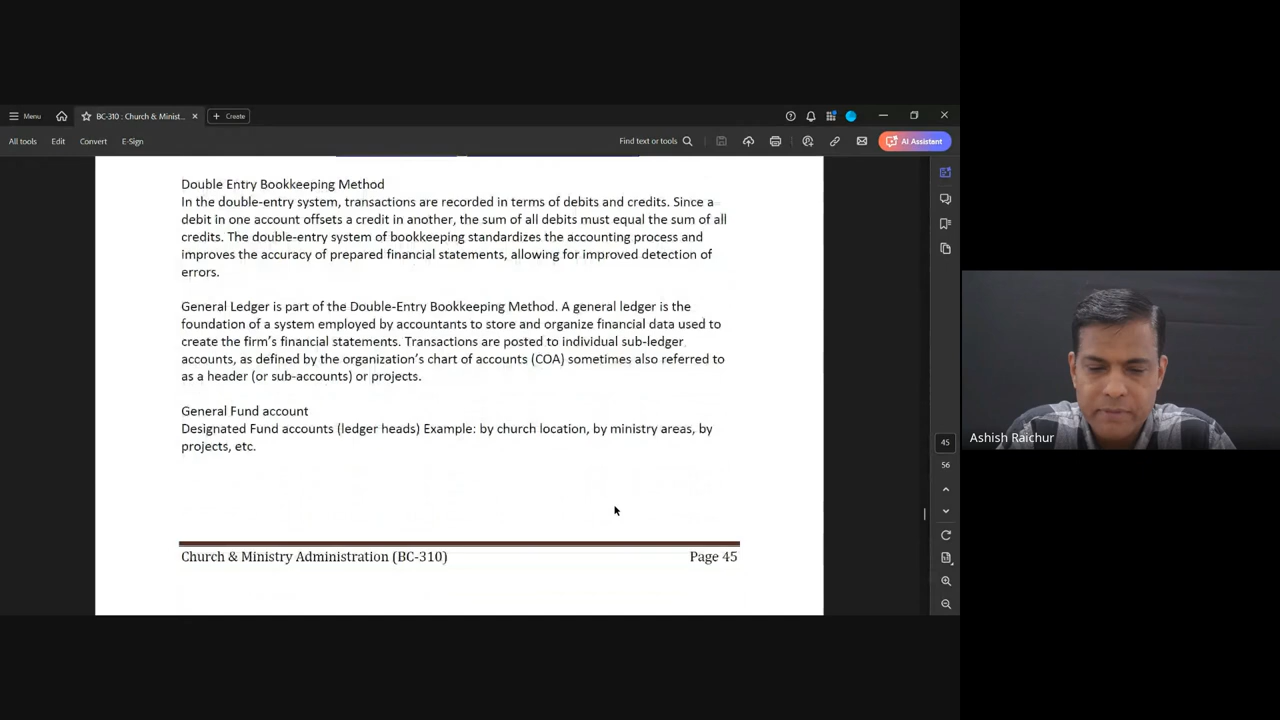 Menu
BC-310 : Church & Minist...
Create
All tools
Edit
Convert
E-Sign
Find text or tools
AI Assistant
Double Entry Bookkeeping Method
In the double-entry system, transactions are recorded in terms of debits and credits. Since a
debit in one account offsets a credit in another, the sum of all debits must equal the sum of all
credits. The double-entry system of bookkeeping standardizes the accounting process and
improves the accuracy of prepared financial statements, allowing for improved detection of
errors.
General Ledger is part of the Double-Entry Bookkeeping Method. A general ledger is the
foundation of a system employed by accountants to store and organize financial data used to
create the firm's financial statements. Transactions are posted to individual sub-ledger
accounts, as defined by the organization's chart of accounts (COA) sometimes also referred to
as a header (or sub-accounts) or projects.
General Fund account
Designated Fund accounts (ledger heads) Example: by church location, by ministry areas, by
projects, etc.
Church & Ministry Administration (BC-310) Page 45
45
56
Ashish Raichur